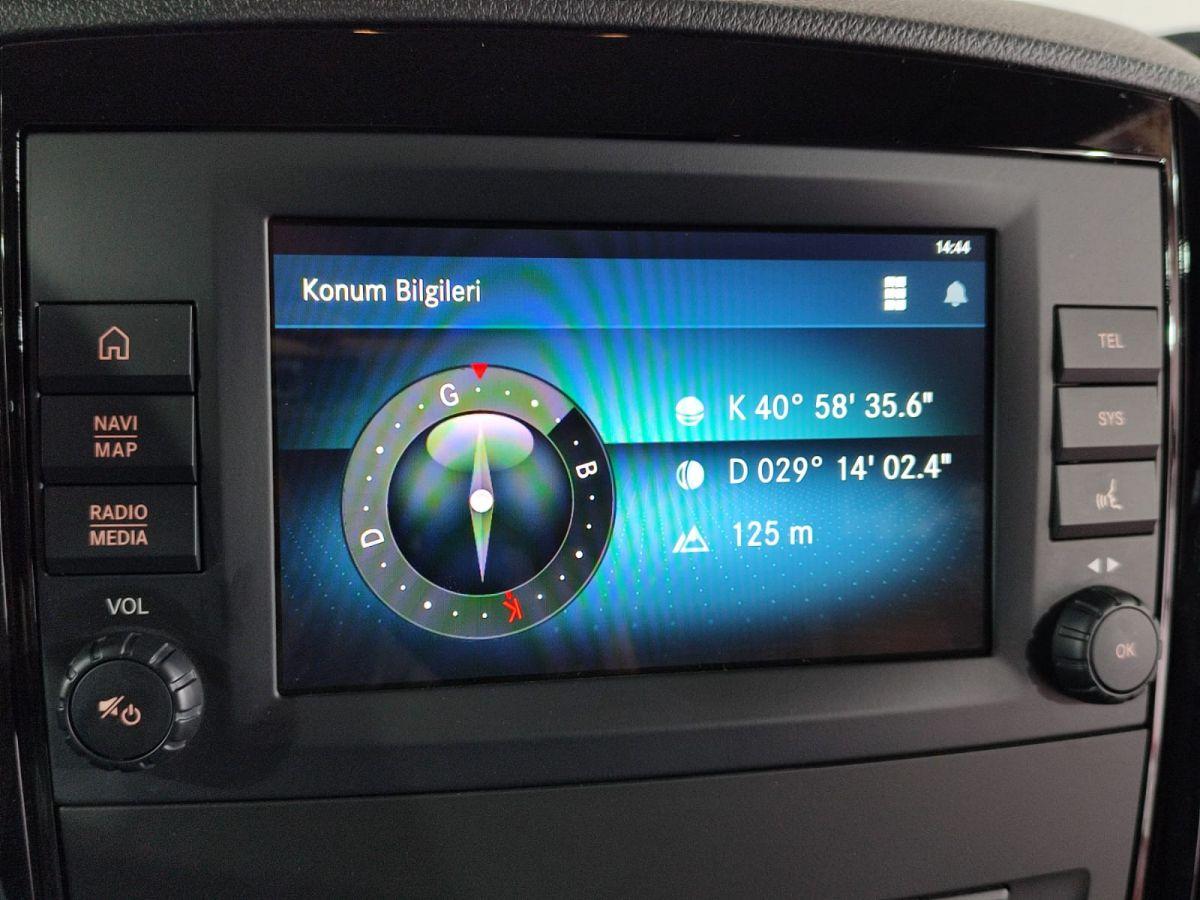 14:44
Konum Bilgileri
G
B
D
K
K 40° 58' 35.6"
D 029° 14' 02.4"
125 m
NAVI
MAP
RADIO
MEDIA
VOL
TEL
SYS
OK